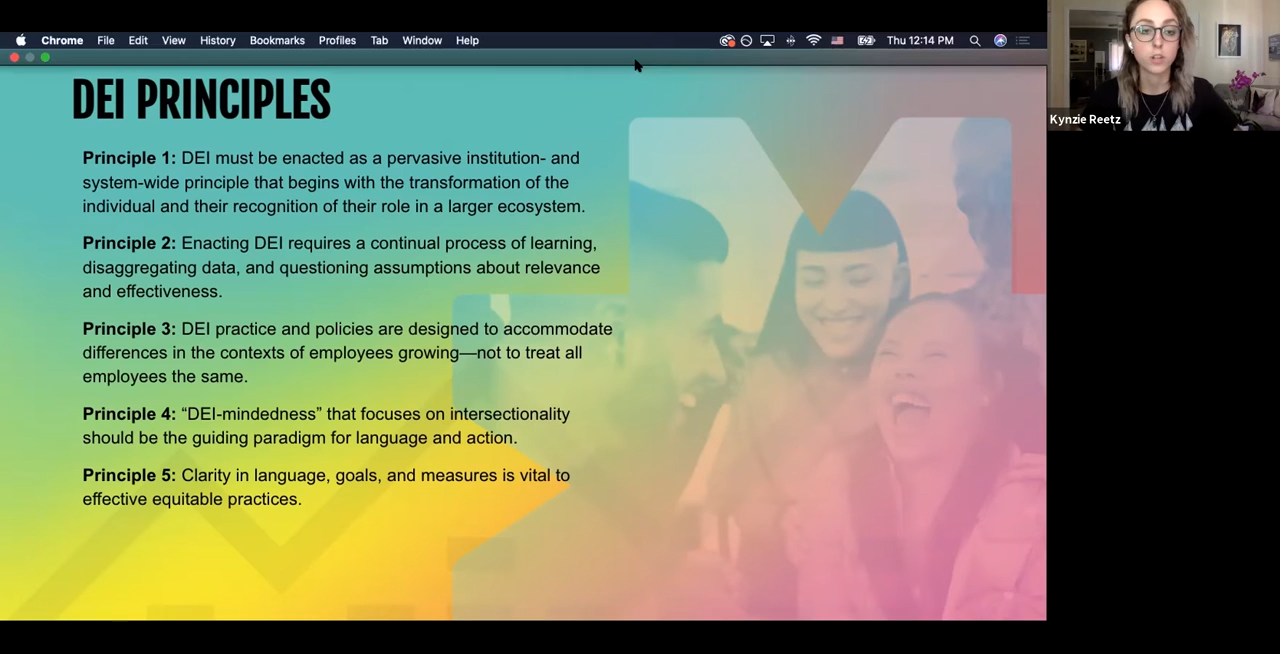 Chrome File Edit View History Bookmarks Profiles Tab Window Help Thu 12:14 PM
DEI PRINCIPLES
Principle 1: DEI must be enacted as a pervasive institution- and
system-wide principle that begins with the transformation of the
individual and their recognition of their role in a larger ecosystem.
Principle 2: Enacting DEI requires a continual process of learning,
disaggregating data, and questioning assumptions about relevance
and effectiveness.
Principle 3: DEI practice and policies are designed to accommodate
differences in the contexts of employees growing—not to treat all
employees the same.
Principle 4: “DEI-mindedness” that focuses on intersectionality
should be the guiding paradigm for language and action.
Principle 5: Clarity in language, goals, and measures is vital to
effective equitable practices.
Kynzie Reetz